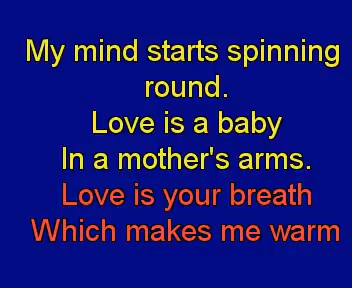 My mind starts spinning
round.
Love is a baby
In a mother's arms.
Love is your breath
Which makes me warm